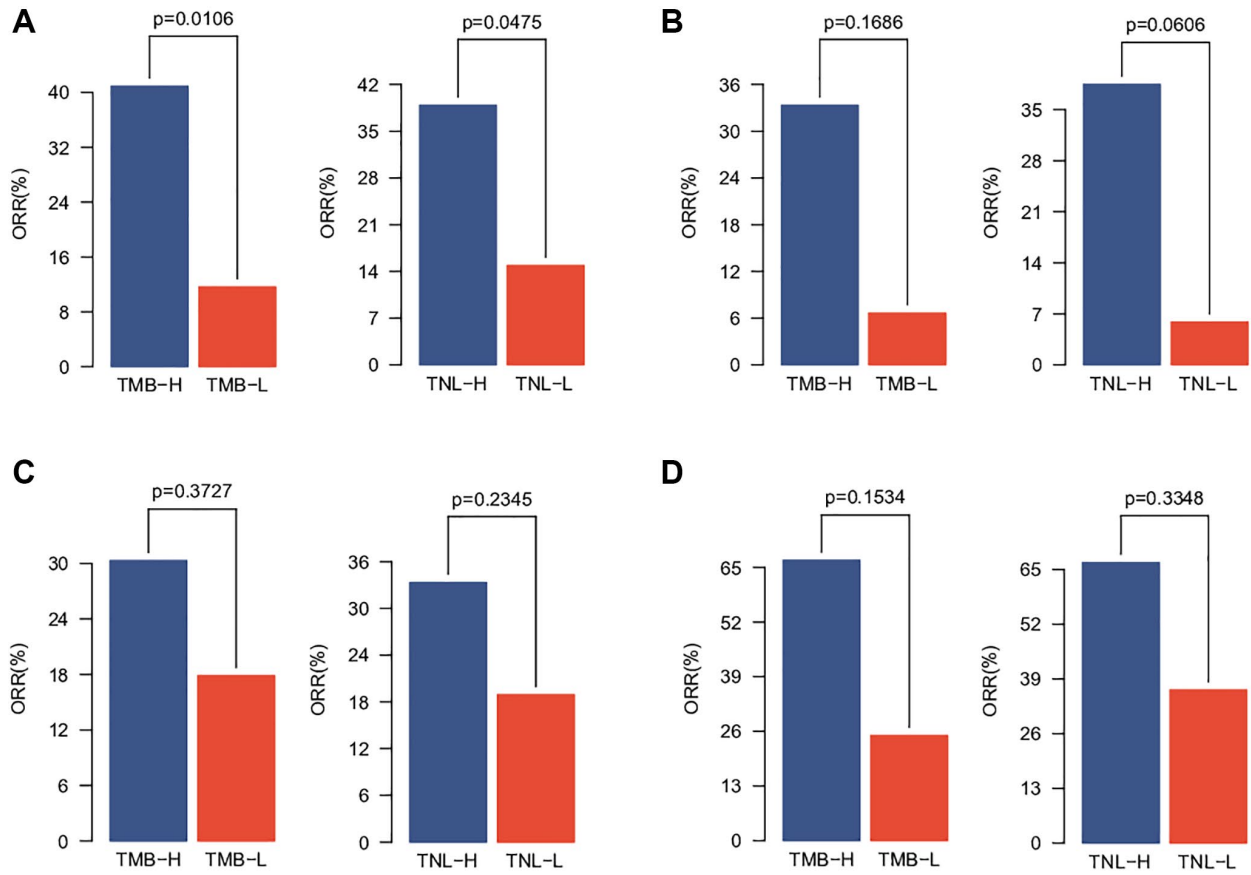 A
p=0.0106
ORR(%)
40
32
24
16
8
0
TMB−H
TMB−L
p=0.0475
ORR(%)
42
35
28
21
14
7
0
TNL−H
TNL−L
B
p=0.1686
ORR(%)
36
30
24
18
12
6
0
TMB−H
TMB−L
p=0.0606
ORR(%)
35
28
21
14
7
0
TNL−H
TNL−L
C
p=0.3727
ORR(%)
30
24
18
12
6
0
TMB−H
TMB−L
p=0.2345
ORR(%)
36
30
24
18
12
6
0
TNL−H
TNL−L
D
p=0.1534
ORR(%)
65
52
39
26
13
0
TMB−H
TMB−L
p=0.3348
ORR(%)
65
52
39
26
13
0
TNL−H
TNL−L